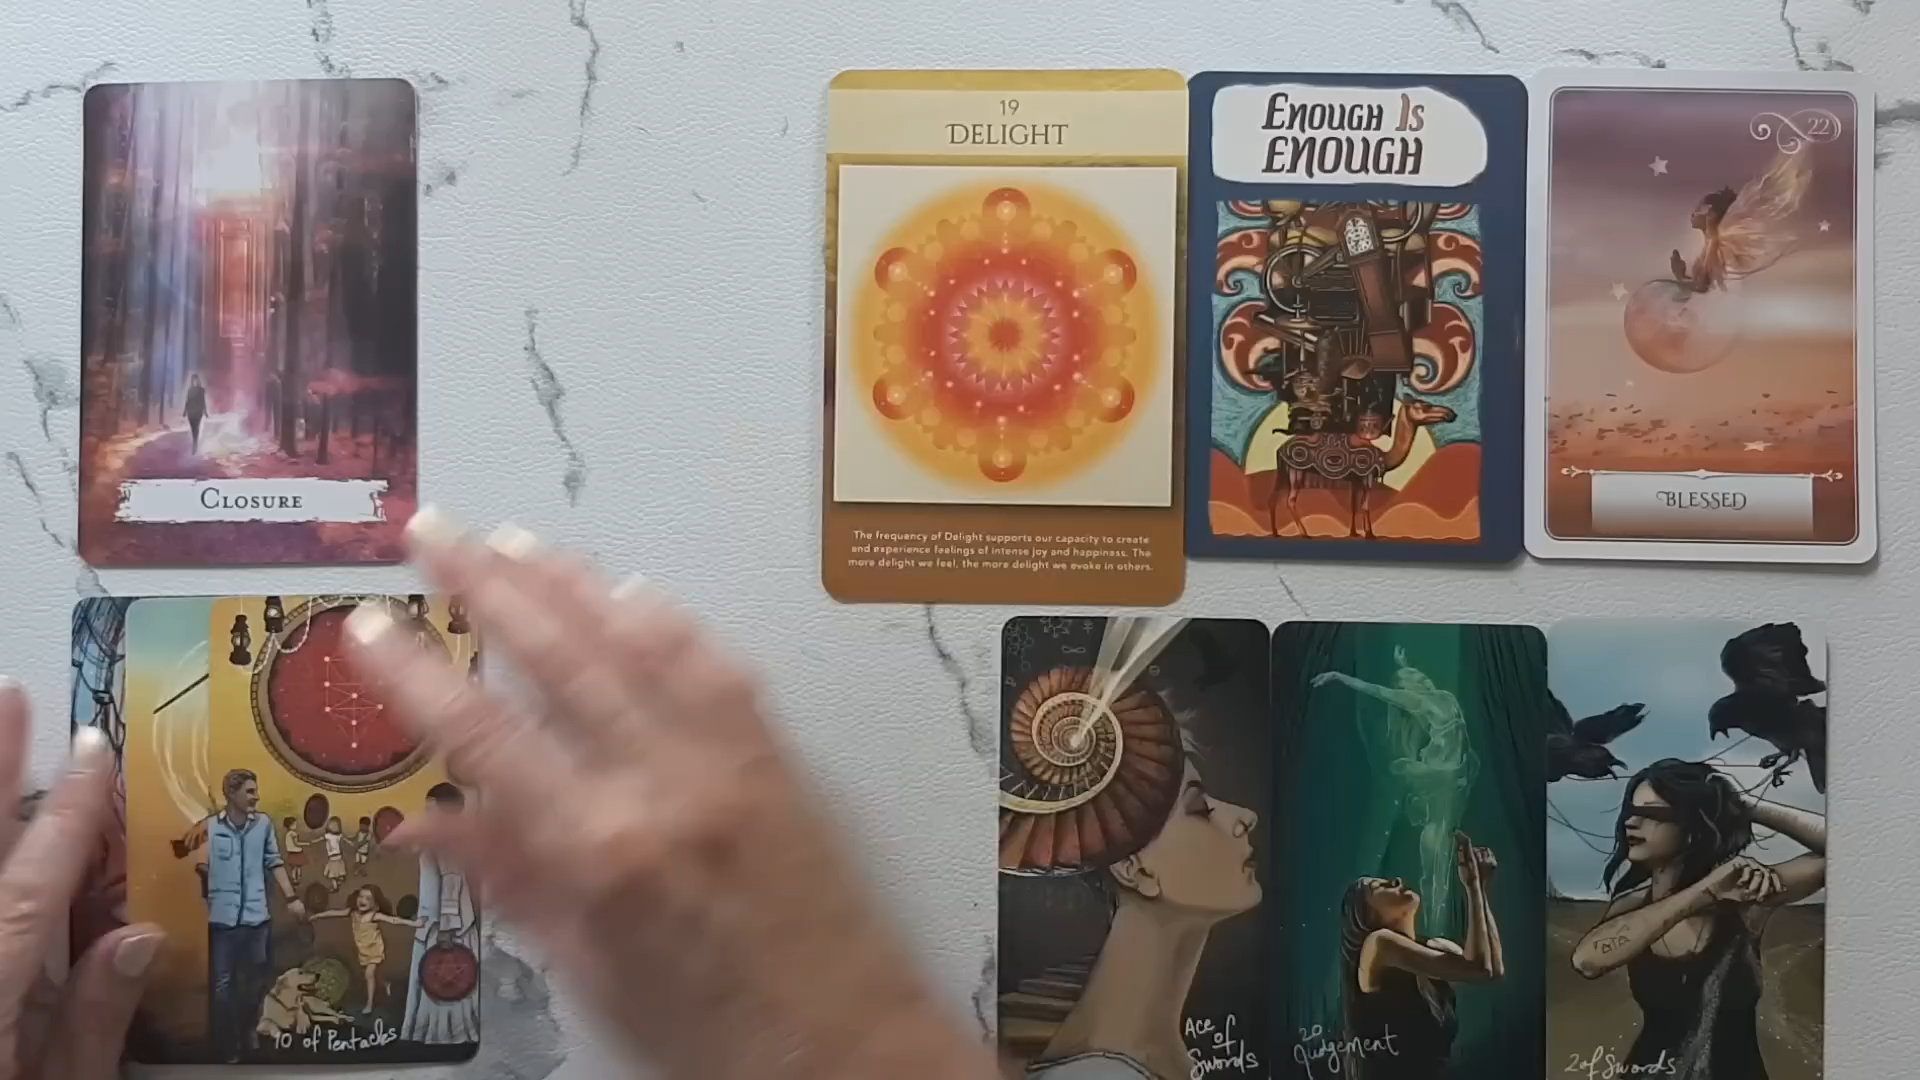 CLOSURE
19
DELIGHT
The frequency of Delight supports our capacity to create
and experience feelings of intense joy and happiness. The
more delight we feel, the more delight we evoke in others.
ENOUGH IS
ENOUGH
22
BLESSED
10 of Pentacles
Ace
of
Swords
20
Judgement
2 of Swords